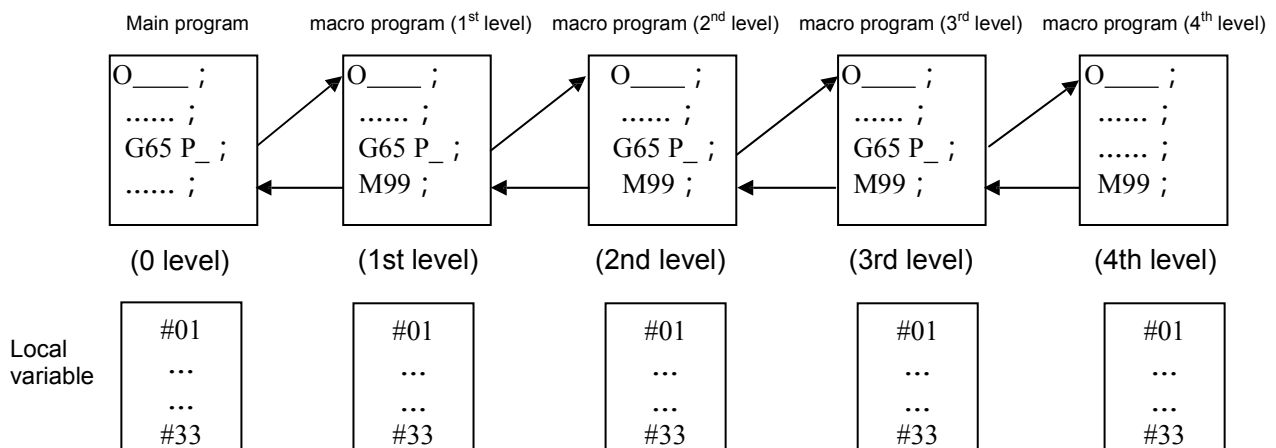 Main program macro program (1st level) macro program (2nd level) macro program (3rd level) macro program (4th level)
O____ ; O____ ; O____ ; O____ ; O____ ;
...... ; ...... ; ...... ; ...... ; ...... ;
G65 P_ ; G65 P_ ; G65 P_ ; G65 P_ ; ...... ;
...... ; M99 ; M99 ; M99 ; M99 ;
(0 level) (1st level) (2nd level) (3rd level) (4th level)
Local
variable
#01 #01 #01 #01 #01
... ... ... ... ...
... ... ... ... ...
#33 #33 #33 #33 #33